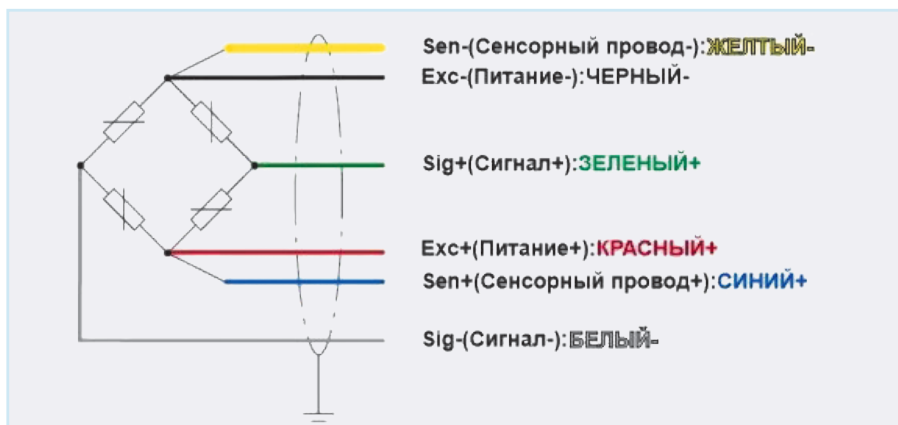 Sen-(Сенсорный провод-):ЖЕЛТЫЙ-
Exc-(Питание-):ЧЕРНЫЙ-
Sig+(Сигнал+):ЗЕЛЕНЫЙ+
Exc+(Питание+):КРАСНЫЙ+
Sen+(Сенсорный провод+):СИНИЙ+
Sig-(Сигнал-):БЕЛЫЙ-